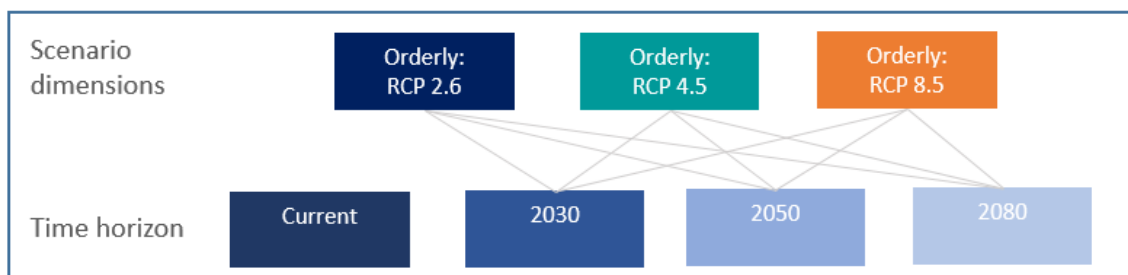 Scenario
dimensions
Orderly:
RCP 2.6
Orderly:
RCP 4.5
Orderly:
RCP 8.5
Time horizon
Current
2030
2050
2080